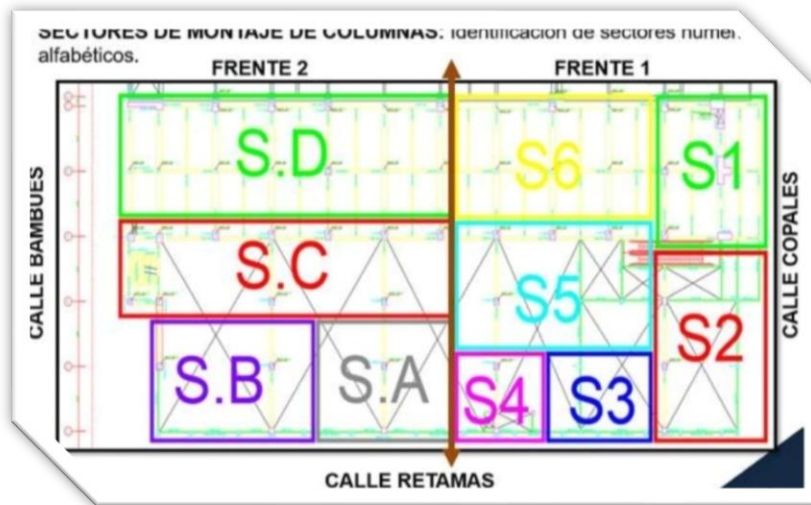 SECTORES DE MONTAJE DE COLUMNAS: Identificación de sectores numer.
alfabéticos.
FRENTE 2 FRENTE 1
CALLE BAMBUES
CALLE COPALES
S.D S6 S1
S.C S5 S2
S.B S.A S4 S3
CALLE RETAMAS